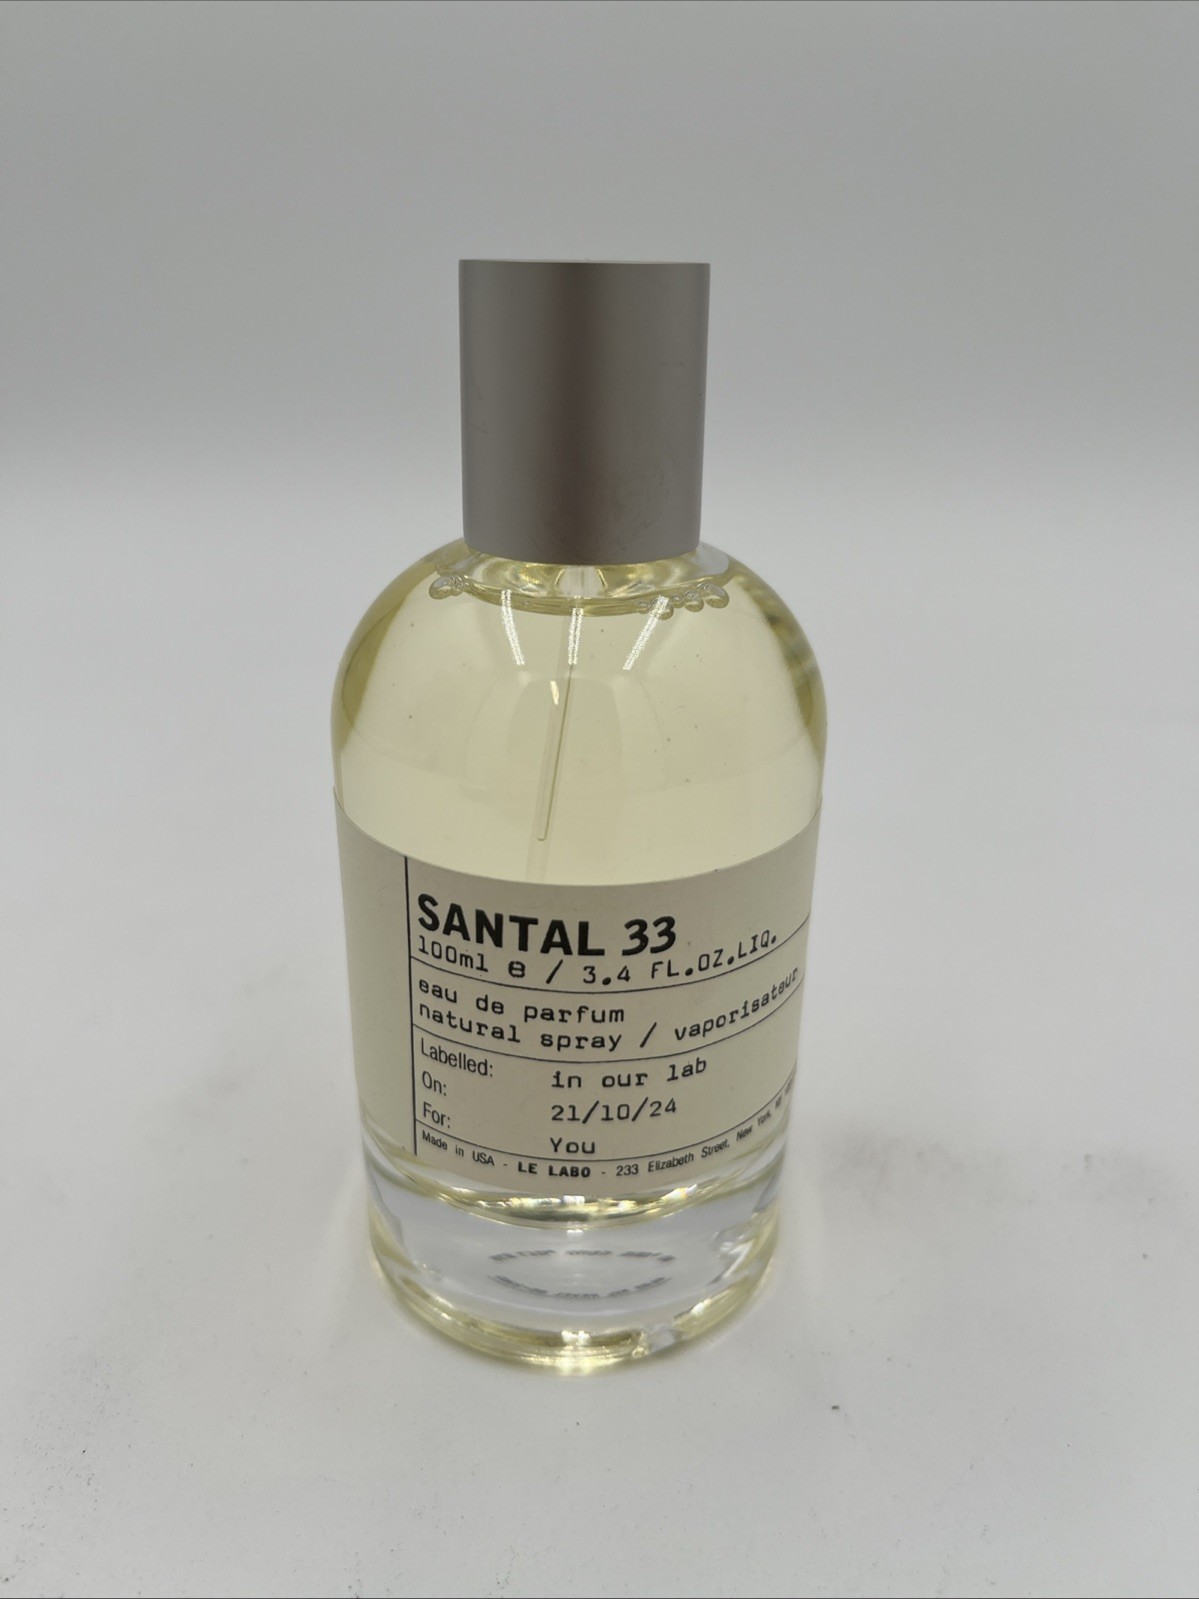 SANTAL 33
100ml e / 3.4 FL.OZ.LIQ.
eau de parfum
natural spray / vaporisateur
Labelled: in our lab
On: 21/10/24
For: You
Made in USA - LE LABO - 233 Elizabeth Street, New York, NY